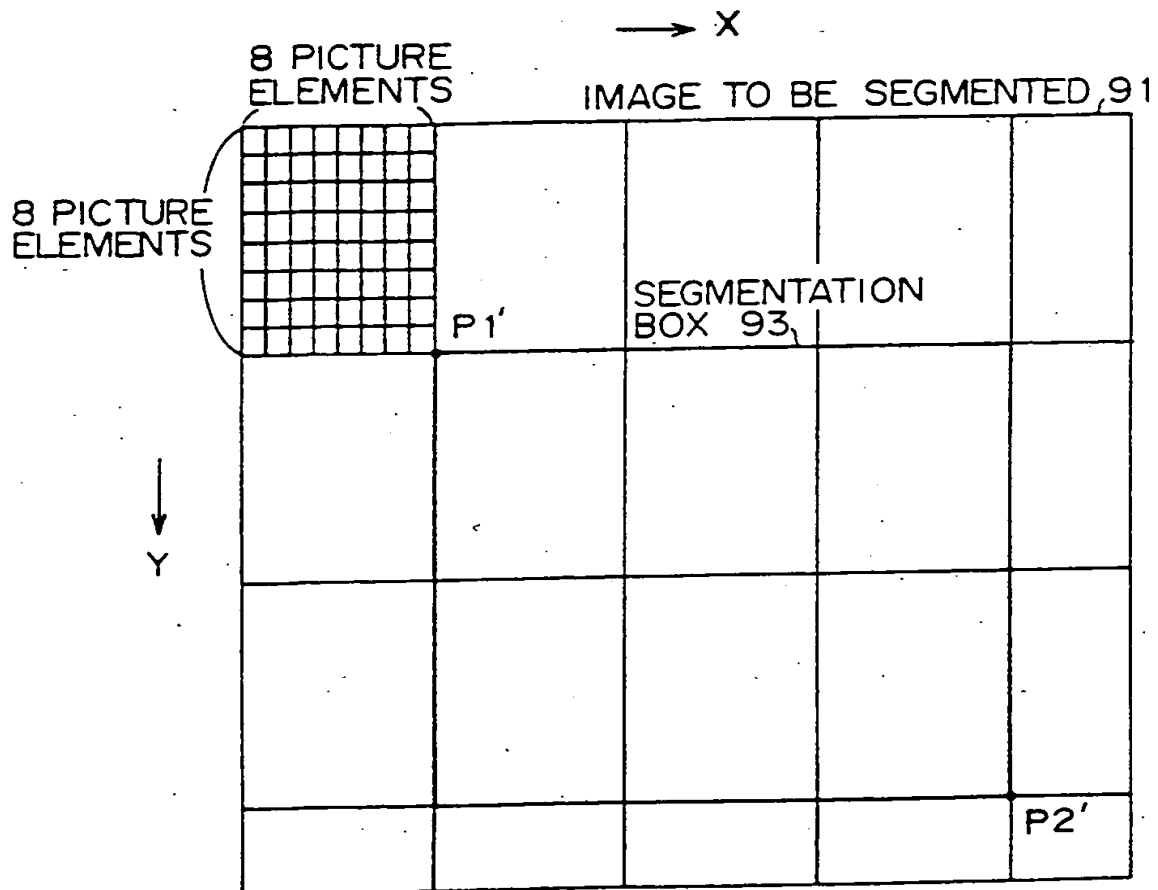 X
8 PICTURE
ELEMENTS
IMAGE TO BE SEGMENTED 91
8 PICTURE
ELEMENTS
SEGMENTATION
BOX 93
P1'
Y
P2'